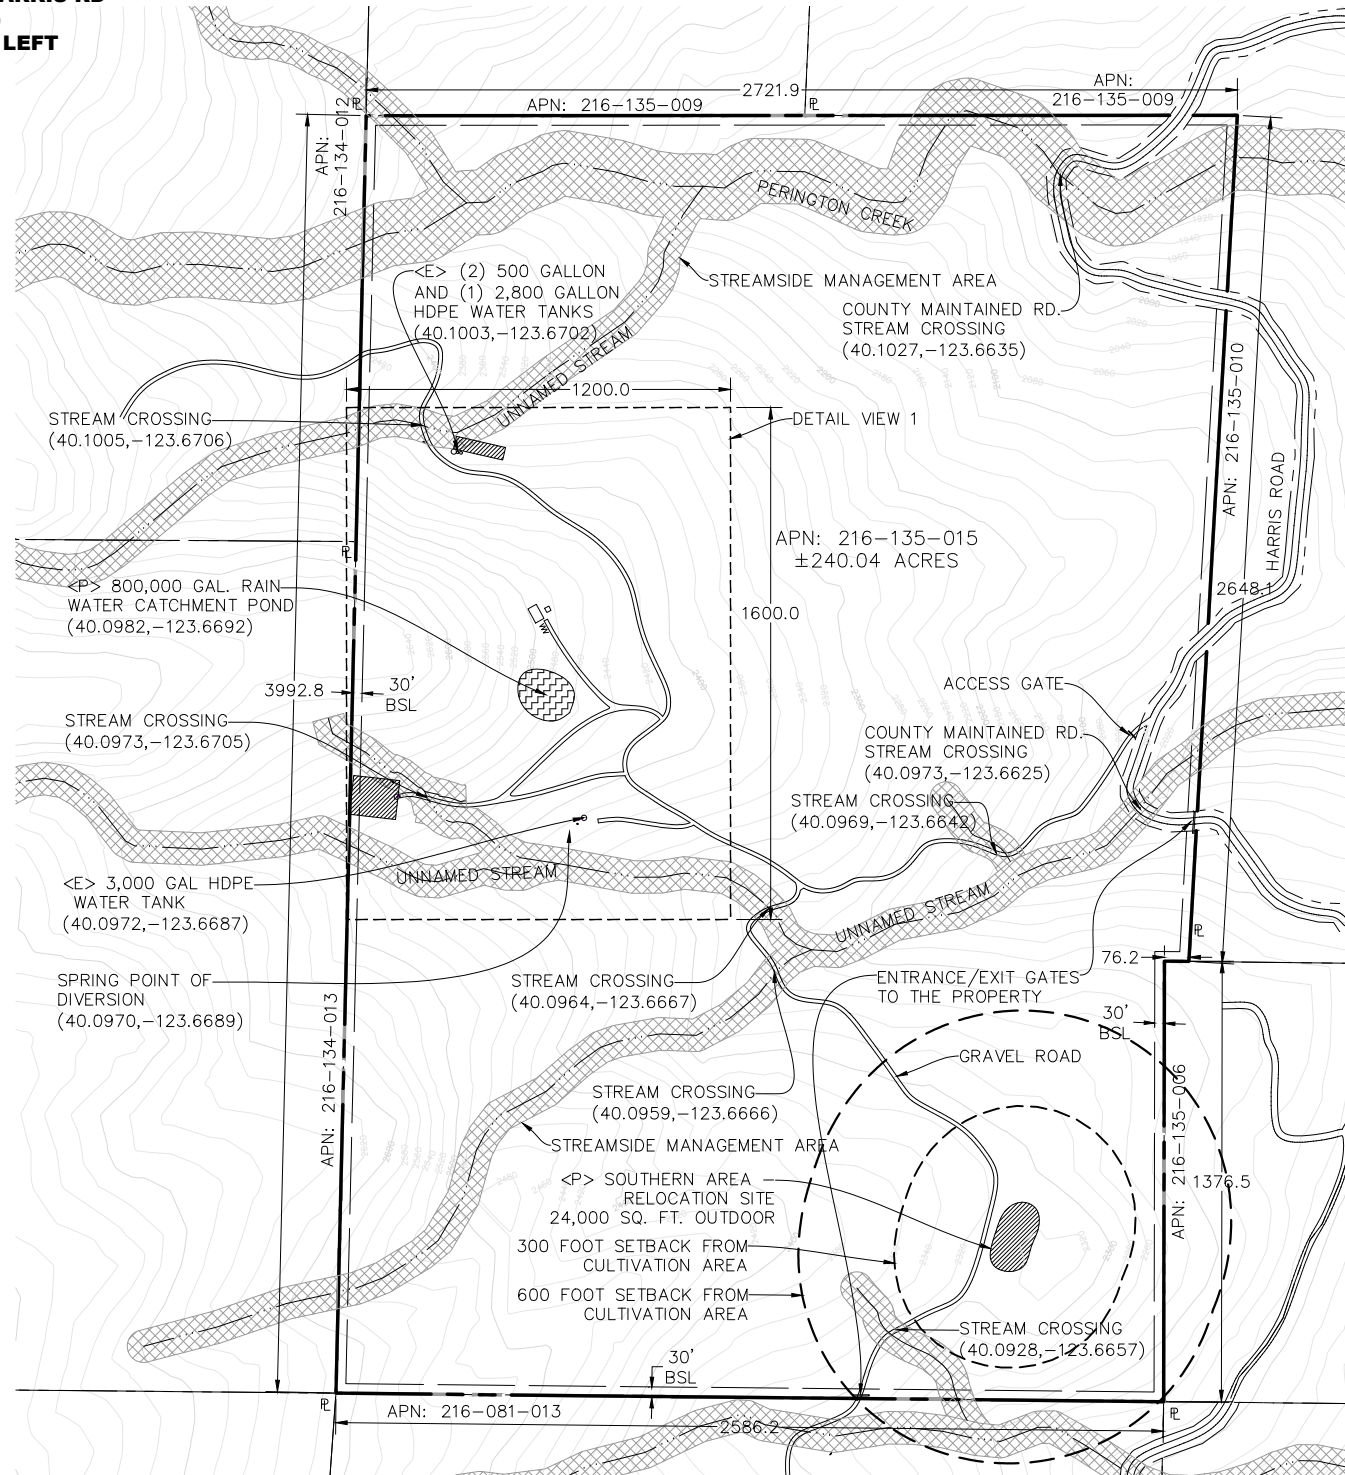 LEFT
2721.9
APN: 216-135-009
APN:
216-135-009
APN:
216-134-012
PERINGTON CREEK
<E> (2) 500 GALLON
AND (1) 2,800 GALLON
HDPE WATER TANKS
(40.1003,-123.6702)
STREAMSIDE MANAGEMENT AREA
COUNTY MAINTAINED RD.
STREAM CROSSING
(40.1027,-123.6635)
UNNAMED STREAM
1200.0
STREAM CROSSING
(40.1005,-123.6706)
DETAIL VIEW 1
APN: 216-135-010
HARRIS ROAD
APN: 216-135-015
±240.04 ACRES
<P> 800,000 GAL. RAIN
WATER CATCHMENT POND
(40.0982,-123.6692)
1600.0
2648.1
3992.8
30'
BSL
ACCESS GATE
STREAM CROSSING
(40.0973,-123.6705)
COUNTY MAINTAINED RD.
STREAM CROSSING
(40.0973,-123.6625)
STREAM CROSSING
(40.0969,-123.6642)
UNNAMED STREAM
<E> 3,000 GAL HDPE
WATER TANK
(40.0972,-123.6687)
UNNAMED STREAM
76.2
SPRING POINT OF
DIVERSION
(40.0970,-123.6689)
STREAM CROSSING
(40.0964,-123.6667)
ENTRANCE/EXIT GATES
TO THE PROPERTY
30'
BSL
APN: 216-134-013
GRAVEL ROAD
STREAM CROSSING
(40.0959,-123.6666)
APN: 216-135-006
STREAMSIDE MANAGEMENT AREA
<P> SOUTHERN AREA
RELOCATION SITE
24,000 SQ. FT. OUTDOOR
1376.5
300 FOOT SETBACK FROM
CULTIVATION AREA
600 FOOT SETBACK FROM
CULTIVATION AREA
STREAM CROSSING
(40.0928,-123.6657)
30'
BSL
APN: 216-081-013
2586.2